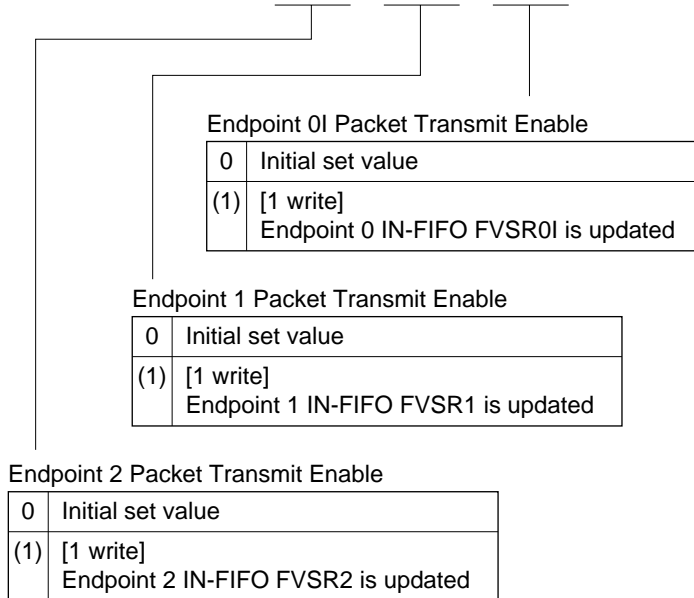 Endpoint 0I Packet Transmit Enable
0 Initial set value
(1) [1 write]
Endpoint 0 IN-FIFO FVSR0I is updated
Endpoint 1 Packet Transmit Enable
0 Initial set value
(1) [1 write]
Endpoint 1 IN-FIFO FVSR1 is updated
Endpoint 2 Packet Transmit Enable
0 Initial set value
(1) [1 write]
Endpoint 2 IN-FIFO FVSR2 is updated